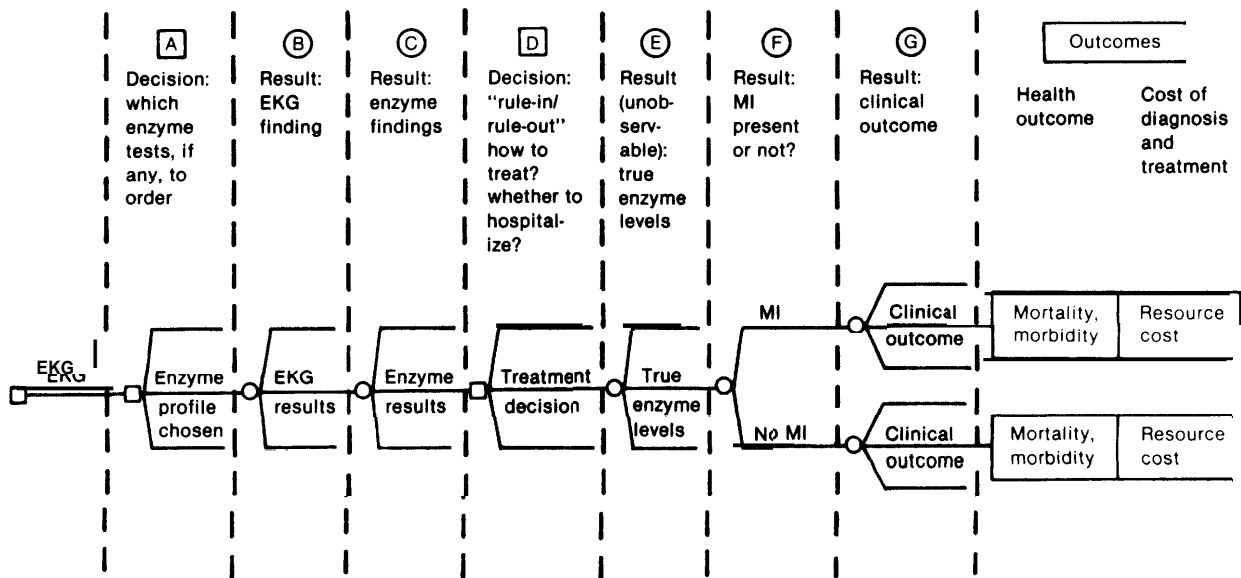 A
Decision:
which
enzyme
tests, if
any, to
order
B
Result:
EKG
finding
C
Result:
enzyme
findings
D
Decision:
"rule-in/
rule-out"
how to
treat?
whether to
hospital-
ize?
E
Result
(unob-
serv-
able):
true
enzyme
levels
F
Result:
MI
present
or not?
G
Result:
clinical
outcome
Outcomes
Health
outcome
Cost of
diagnosis
and
treatment
EKG
EKG
Enzyme
profile
chosen
EKG
results
Enzyme
results
Treatment
decision
True
enzyme
levels
MI
No MI
Clinical
outcome
Mortality,
morbidity
Resource
cost
Clinical
outcome
Mortality,
morbidity
Resource
cost